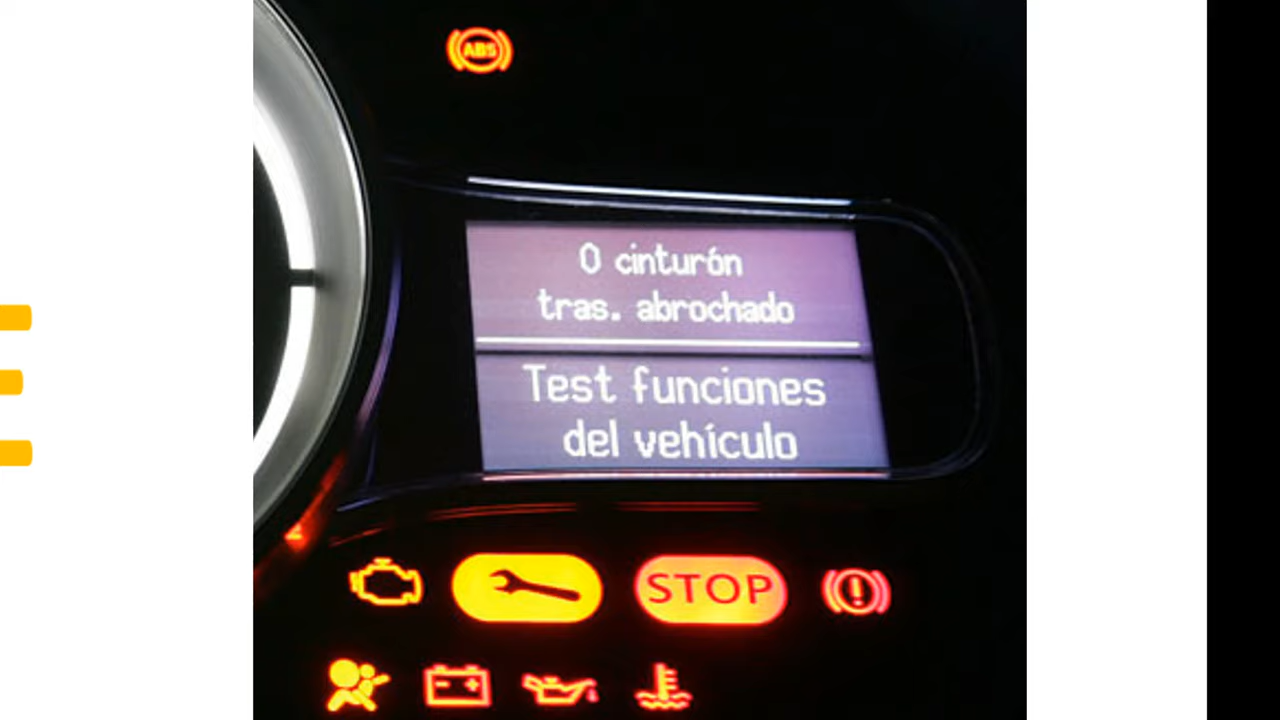 ABS
0 cinturón
tras. abrochado
Test funciones
del vehículo
STOP